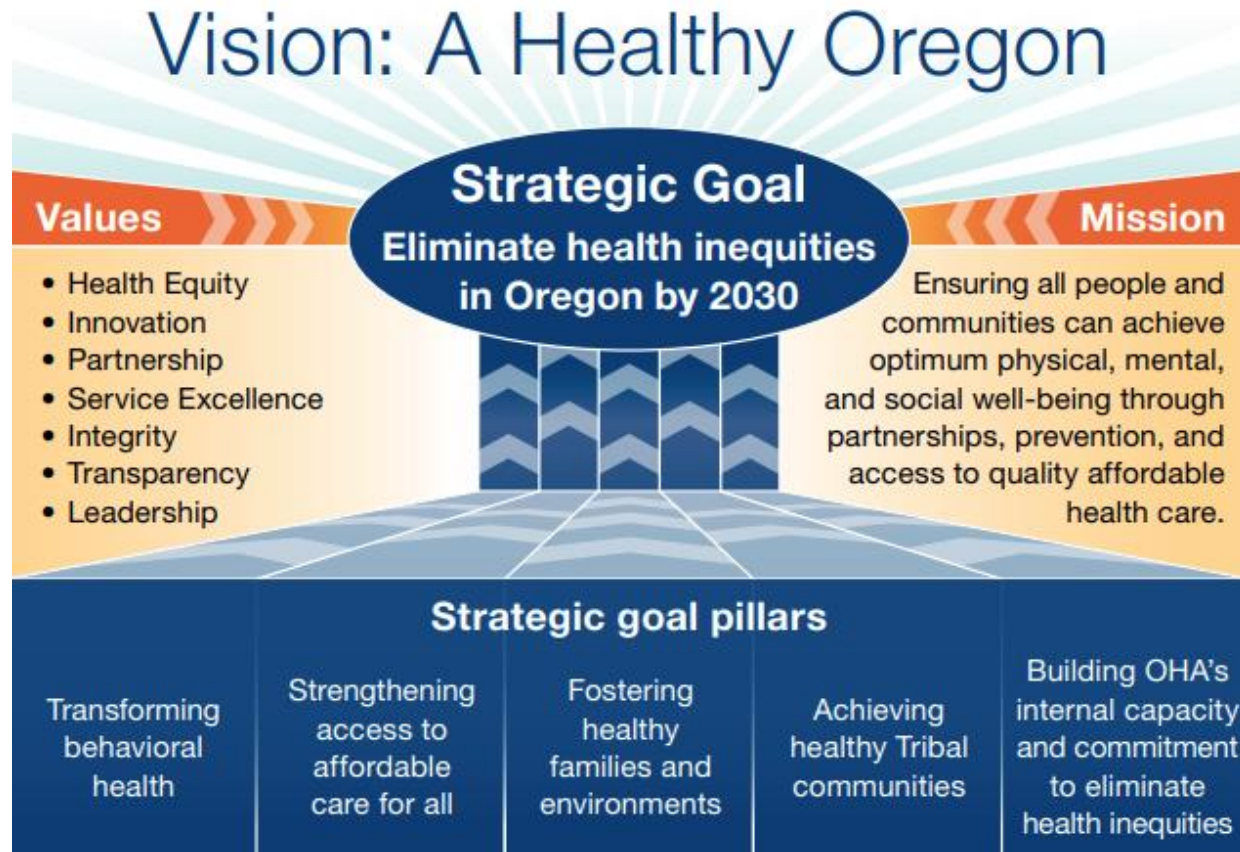 Vision: A Healthy Oregon
Strategic Goal
Eliminate health inequities
in Oregon by 2030
Values
• Health Equity
• Innovation
• Partnership
• Service Excellence
• Integrity
• Transparency
• Leadership
Mission
Ensuring all people and
communities can achieve
optimum physical, mental,
and social well-being through
partnerships, prevention, and
access to quality affordable
health care.
Strategic goal pillars
Transforming
behavioral
health
Strengthening
access to
affordable
care for all
Fostering
healthy
families and
environments
Achieving
healthy Tribal
communities
Building OHA's
internal capacity
and commitment
to eliminate
health inequities